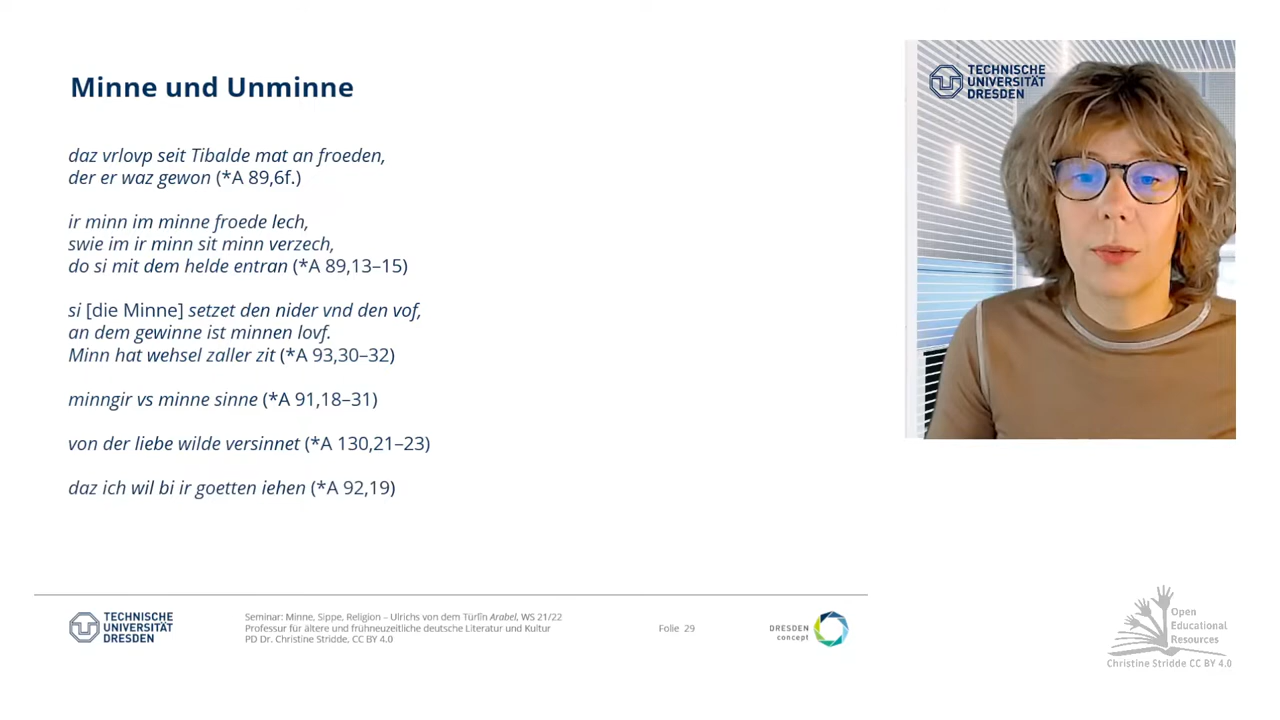 Minne und Unminne
daz vrlovp seit Tibalde mat an froeden,
der er waz gewon (*A 89,6f.)
ir minn im minne froede lech,
swie im ir minn sit minn verzech,
do si mit dem helde entran (*A 89,13–15)
si [die Minne] setzet den nider vnd den vof,
an dem gewinne ist minnen lovf.
Minn hat wehsel zaller zit (*A 93,30–32)
minngir vs minne sinne (*A 91,18–31)
von der liebe wilde versinnet (*A 130,21–23)
daz ich wil bi ir goetten iehen (*A 92,19)
TECHNISCHE
UNIVERSITÄT
DRESDEN
TECHNISCHE
UNIVERSITÄT
DRESDEN
Seminar: Minne, Sippe, Religion – Ulrichs von dem Türlîn Arabel, WS 21/22
Professur für ältere und frühneuzeitliche deutsche Literatur und Kultur
PD Dr. Christine Stridde, CC BY 4.0
Folie 29
DRESDEN
concept
Open
Educational
Resources
Christine Stridde CC BY 4.0